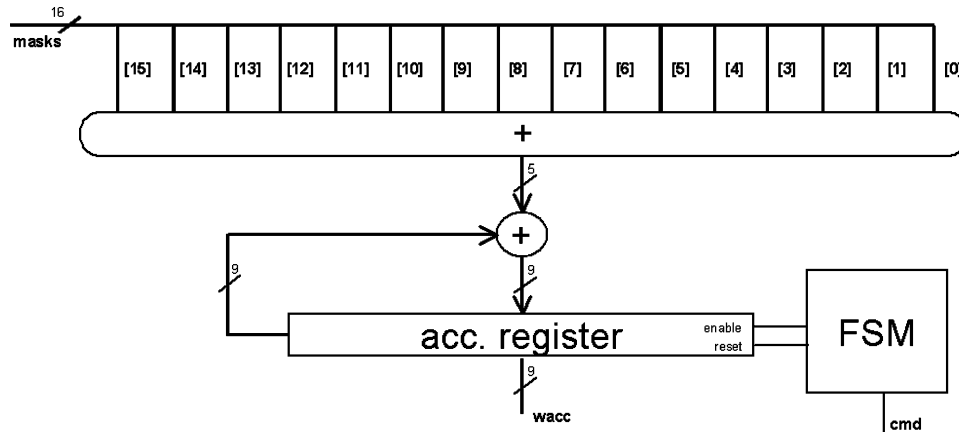 16
masks
[15] [14] [13] [12] [11] [10] [9] [8] [7] [6] [5] [4] [3] [2] [1] [0]
+
5
+
9
9
acc. register
enable
reset
FSM
9
wacc
cmd